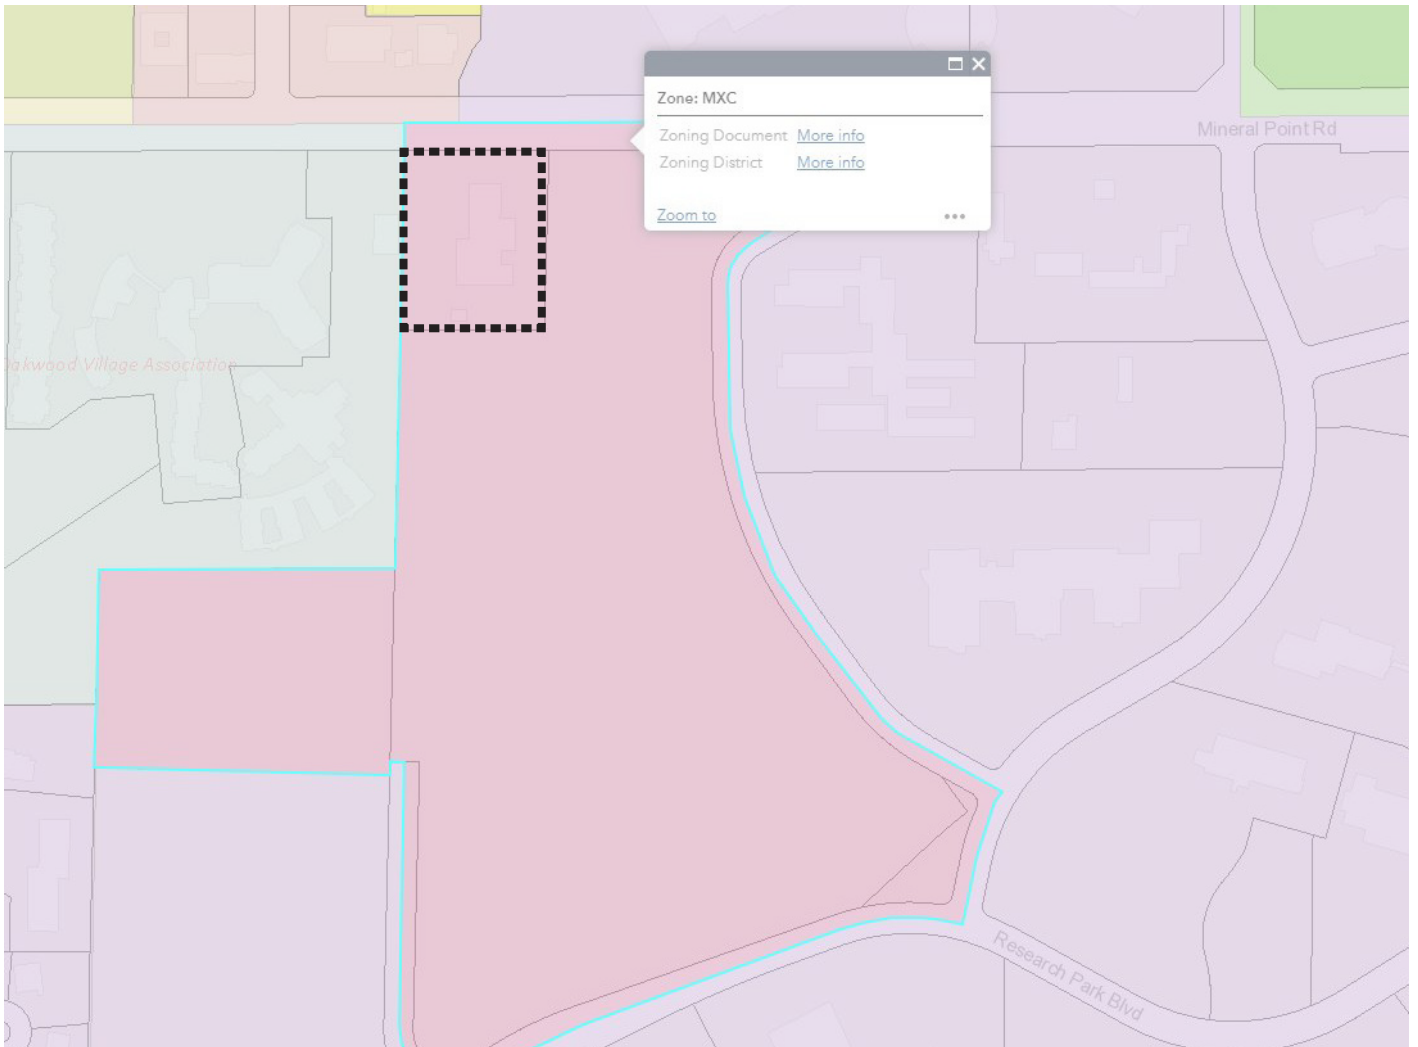 Zone: MXC
Mineral Point Rd
Zoning Document More info
Zoning District More info
Zoom to
Oakwood Village Association
Research Park Blvd